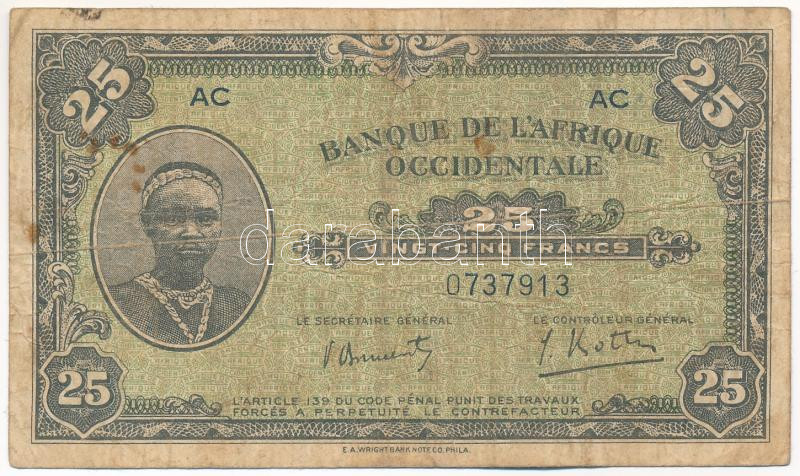 25
25
AC
AC
BANQUE DE L'AFRIQUE
OCCIDENTALE
25
VINGT CINQ FRANCS
databanth
0737913
LE SECRÉTAIRE GÉNÉRAL
LE CONTRÔLEUR GÉNÉRAL
25
25
L'ARTICLE 139 DU CODE PÉNAL PUNIT DES TRAVAUX
FORCÉS A PERPÉTUITÉ LE CONTREFACTEUR
E.A. WRIGHT BANK NOTE CO. PHILA.